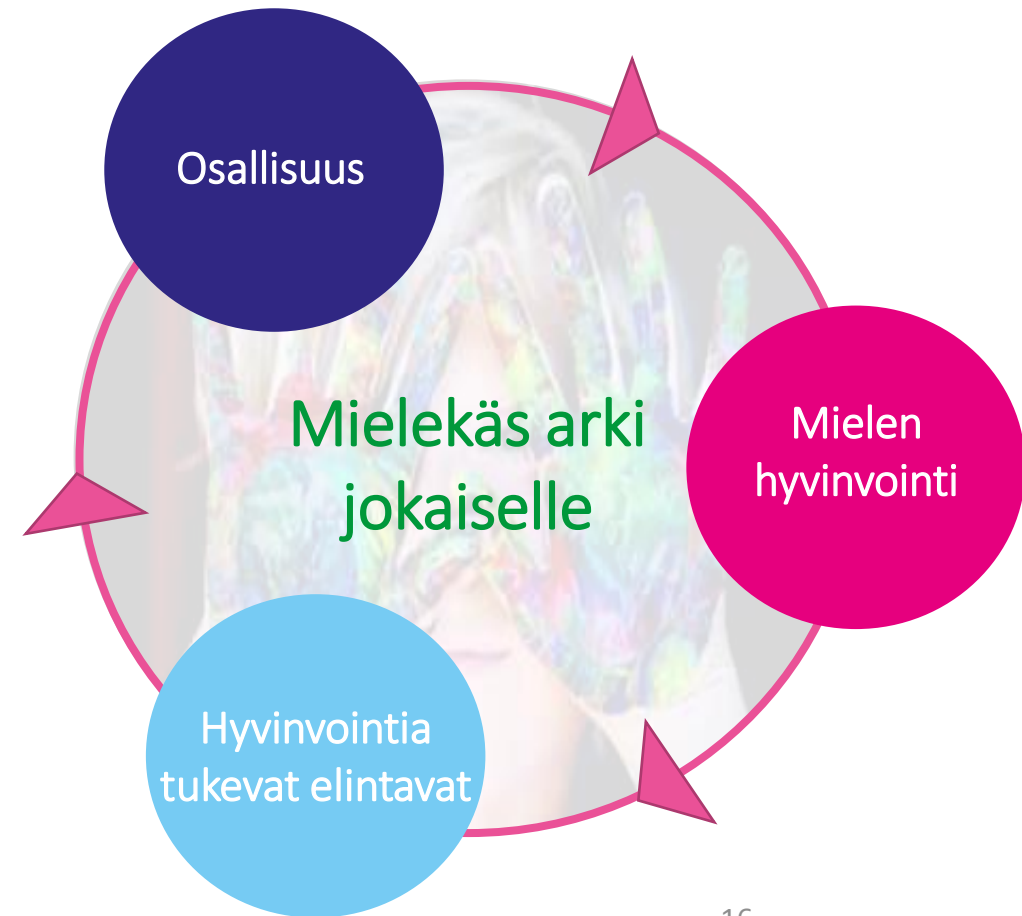 Osallisuus
Mielekäs arki
jokaiselle
Mielen
hyvinvointi
Hyvinvointia
tukevat elintavat